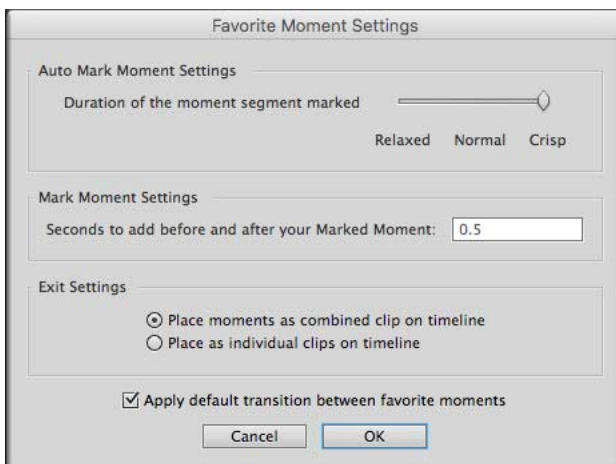 Favorite Moment Settings
Auto Mark Moment Settings
Duration of the moment segment marked
Relaxed Normal Crisp
Mark Moment Settings
Seconds to add before and after your Marked Moment: 0.5
Exit Settings
Place moments as combined clip on timeline
Place as individual clips on timeline
Apply default transition between favorite moments
Cancel OK